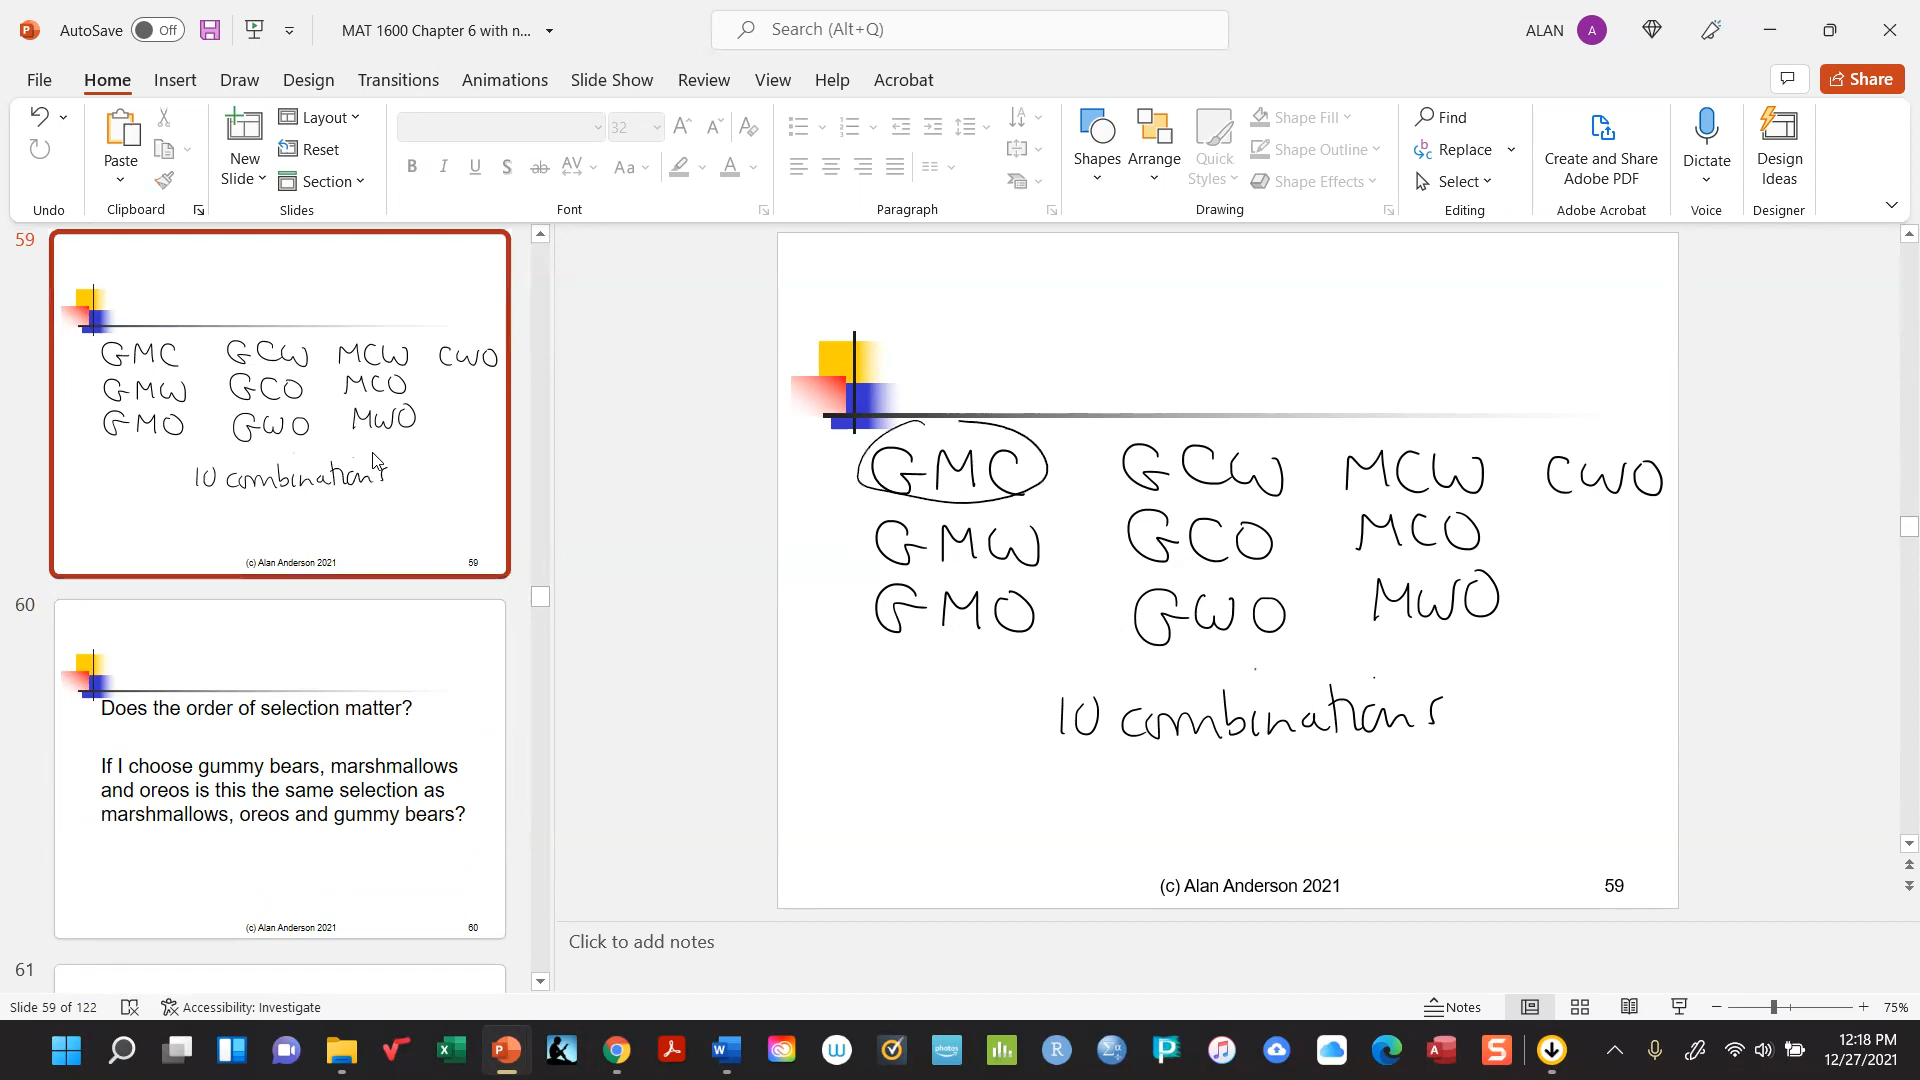 AutoSave Off MAT 1600 Chapter 6 with n... Search (Alt+Q) ALAN A
File Home Insert Draw Design Transitions Animations Slide Show Review View Help Acrobat Share
Paste New Slide Layout Reset Section 32 Shapes Arrange Quick Styles Shape Fill Shape Outline Shape Effects Find Replace Select Create and Share Adobe PDF Dictate Design Ideas
Undo Clipboard Slides Font Paragraph Drawing Editing Adobe Acrobat Voice Designer
59
GMC GCW MCW CWO
GMW GCO MCO
GMO GWO MWO
10 combinations
(c) Alan Anderson 2021 59
60
Does the order of selection matter?
If I choose gummy bears, marshmallows
and oreos is this the same selection as
marshmallows, oreos and gummy bears?
(c) Alan Anderson 2021 60
61
GMC GCW MCW CWO
GMW GCO MCO
GMO GWO MWO
10 combinations
(c) Alan Anderson 2021 59
Click to add notes
Slide 59 of 122 Accessibility: Investigate Notes 75%
12:18 PM
12/27/2021